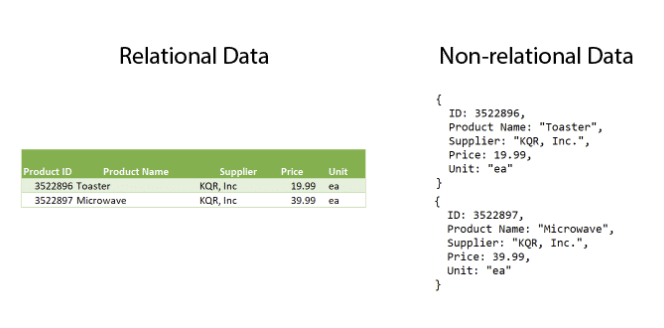 Relational Data
Product ID Product Name Supplier Price Unit
3522896 Toaster KQR, Inc 19.99 ea
3522897 Microwave KQR, Inc 39.99 ea
Non-relational Data
{
ID: 3522896,
Product Name: "Toaster",
Supplier: "KQR, Inc.",
Price: 19.99,
Unit: "ea"
}
{
ID: 3522897,
Product Name: "Microwave",
Supplier: "KQR, Inc.",
Price: 39.99,
Unit: "ea"
}